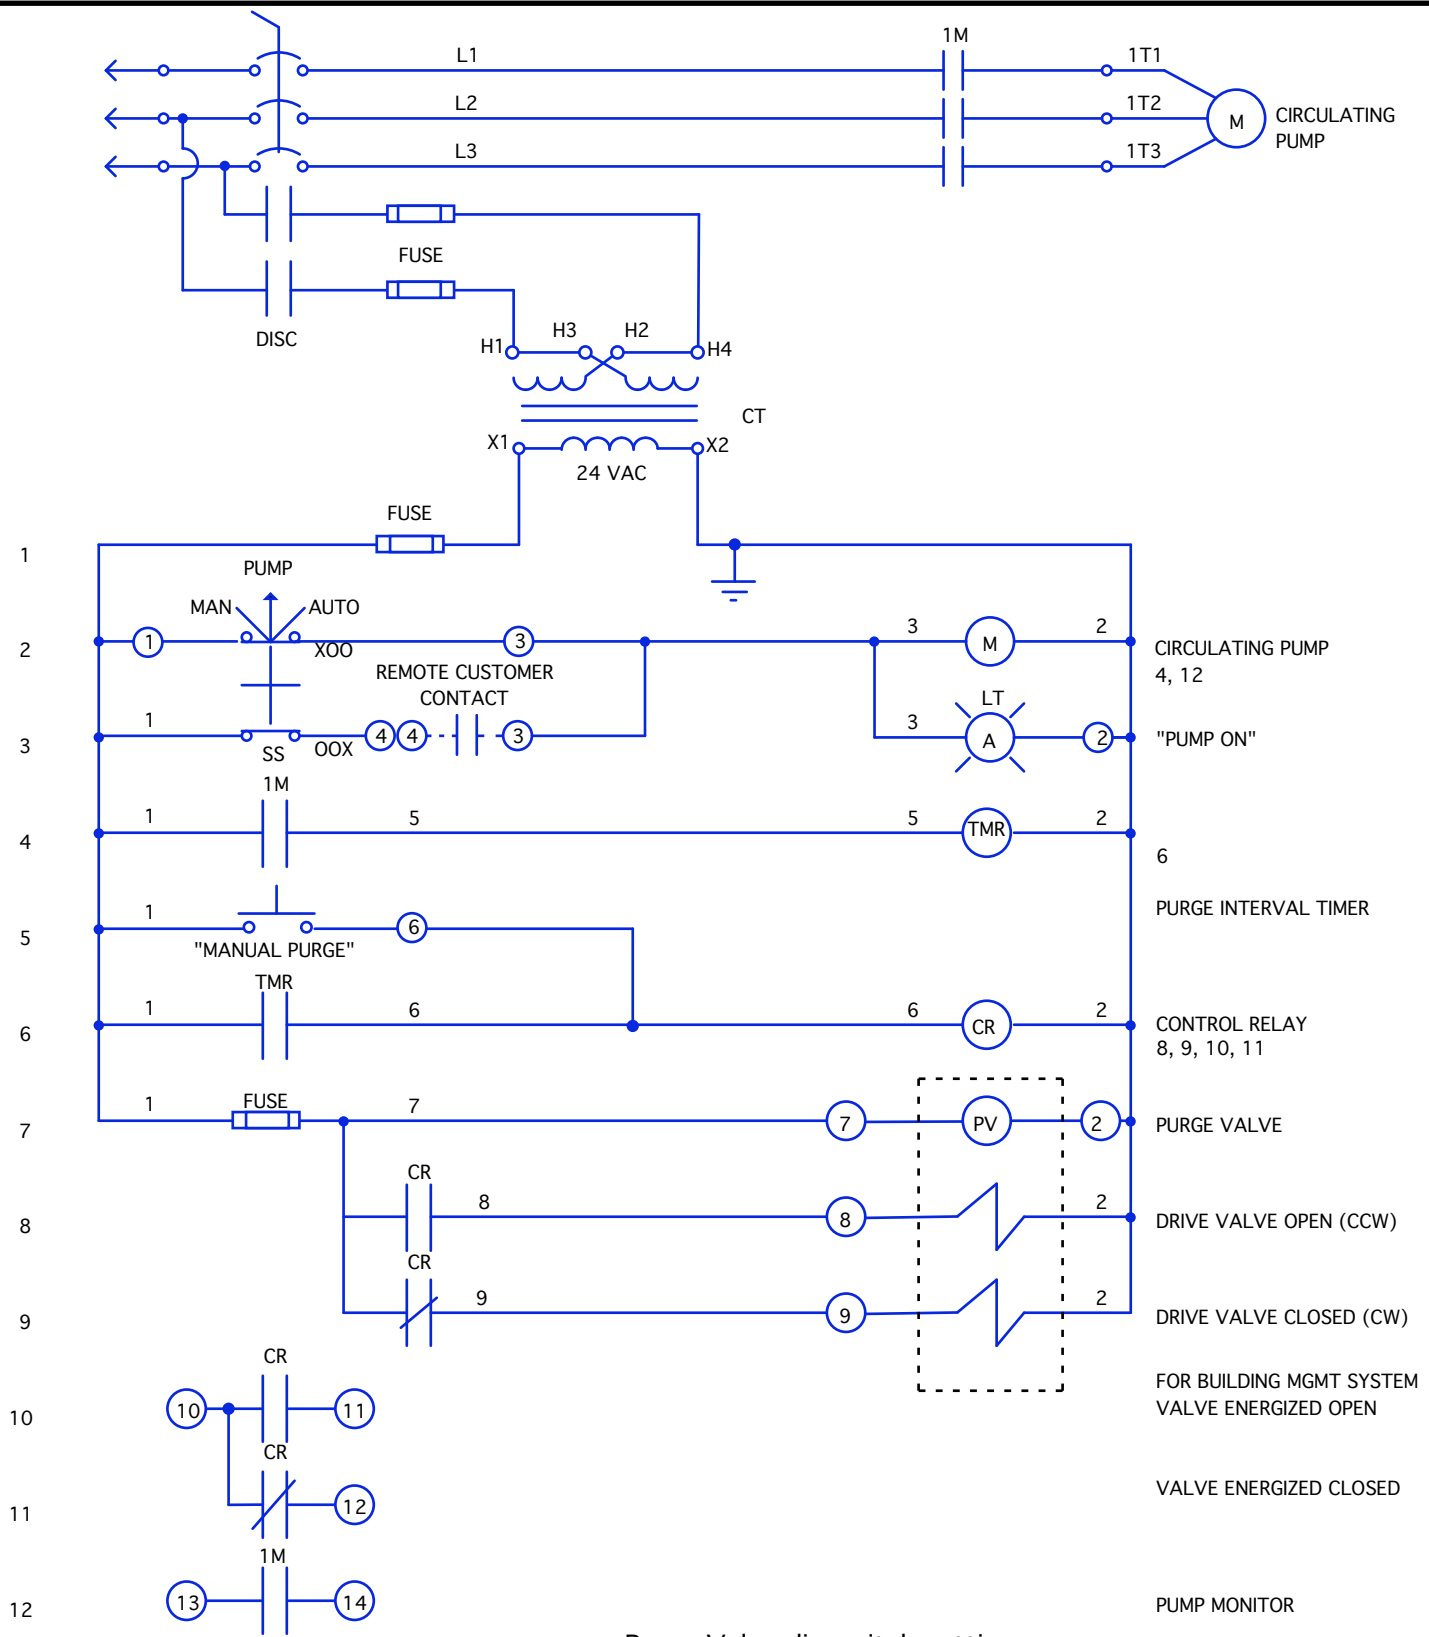 L1
1M
1T1
L2
1T2
M
CIRCULATING
PUMP
L3
1T3
FUSE
DISC
H1
H3
H2
H4
CT
X1
X2
24 VAC
FUSE
1
PUMP
MAN
AUTO
2
1
XOO
3
3
M
2
CIRCULATING PUMP
4, 12
REMOTE CUSTOMER
CONTACT
LT
3
1
SS
OOX
4
4
3
3
A
2
"PUMP ON"
1M
4
1
5
5
TMR
2
6
5
1
6
"MANUAL PURGE"
PURGE INTERVAL TIMER
TMR
6
1
6
6
CR
2
CONTROL RELAY
8, 9, 10, 11
7
1
FUSE
7
7
PV
2
PURGE VALVE
CR
8
8
8
2
DRIVE VALVE OPEN (CCW)
CR
9
9
9
2
DRIVE VALVE CLOSED (CW)
CR
FOR BUILDING MGMT SYSTEM
VALVE ENERGIZED OPEN
10
10
11
CR
11
12
VALVE ENERGIZED CLOSED
1M
12
13
14
PUMP MONITOR